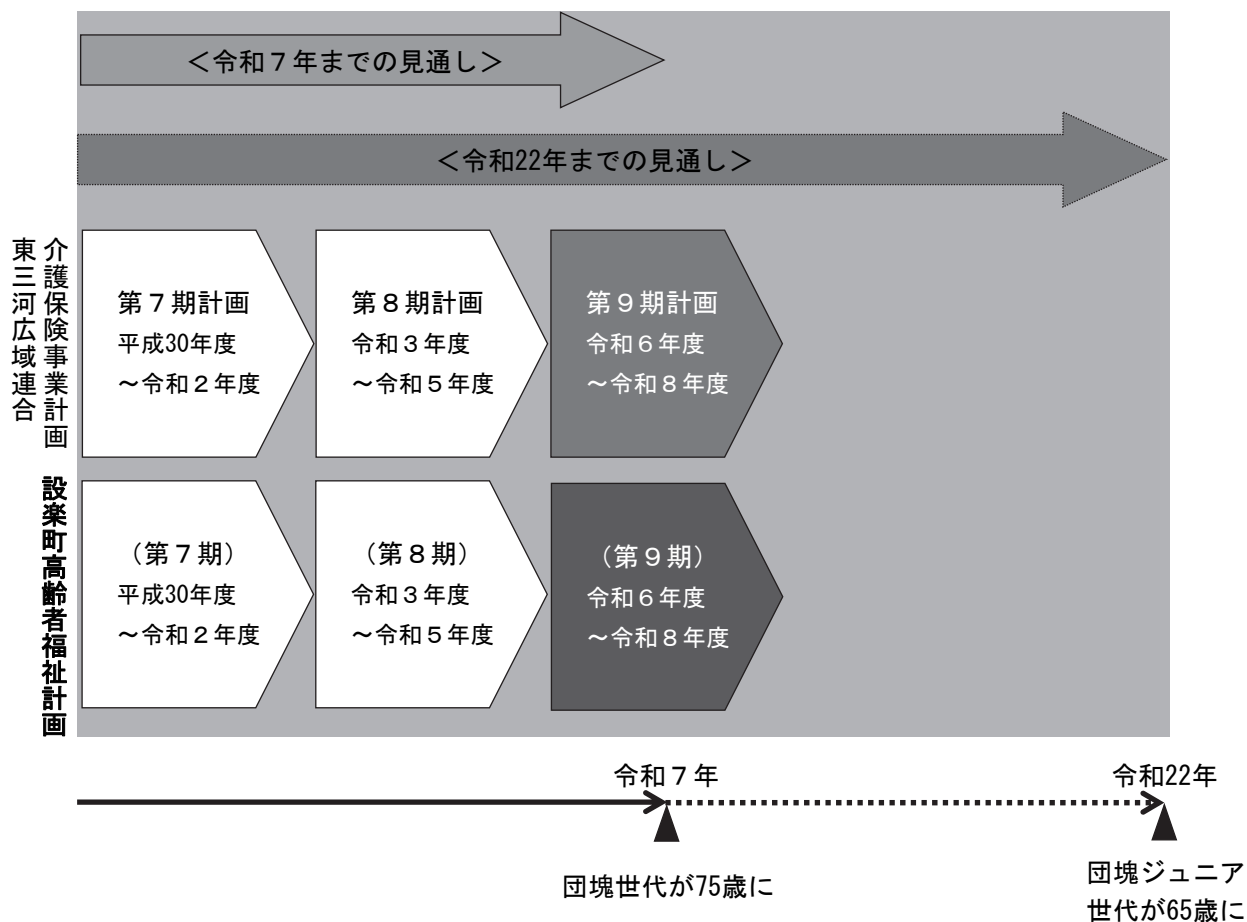 ＜令和７年までの見通し＞
＜令和22年までの見通し＞
東三河広域連合
介護保険事業計画
第７期計画
平成30年度
～令和２年度
第８期計画
令和３年度
～令和５年度
第９期計画
令和６年度
～令和８年度
設楽町高齢者福祉計画
（第７期）
平成30年度
～令和２年度
（第８期）
令和３年度
～令和５年度
（第９期）
令和６年度
～令和８年度
令和７年
令和22年
団塊世代が75歳に
団塊ジュニア
世代が65歳に